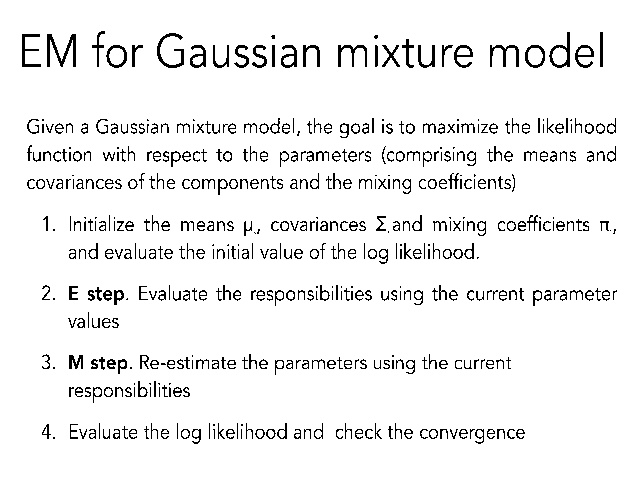 EM for Gaussian mixture model
Given a Gaussian mixture model, the goal is to maximize the likelihood
function with respect to the parameters (comprising the means and
covariances of the components and the mixing coefficients)
1. Initialize the means μ, covariances Σ and mixing coefficients π,
and evaluate the initial value of the log likelihood.
2. E step. Evaluate the responsibilities using the current parameter
values
3. M step. Re-estimate the parameters using the current
responsibilities
4. Evaluate the log likelihood and check the convergence